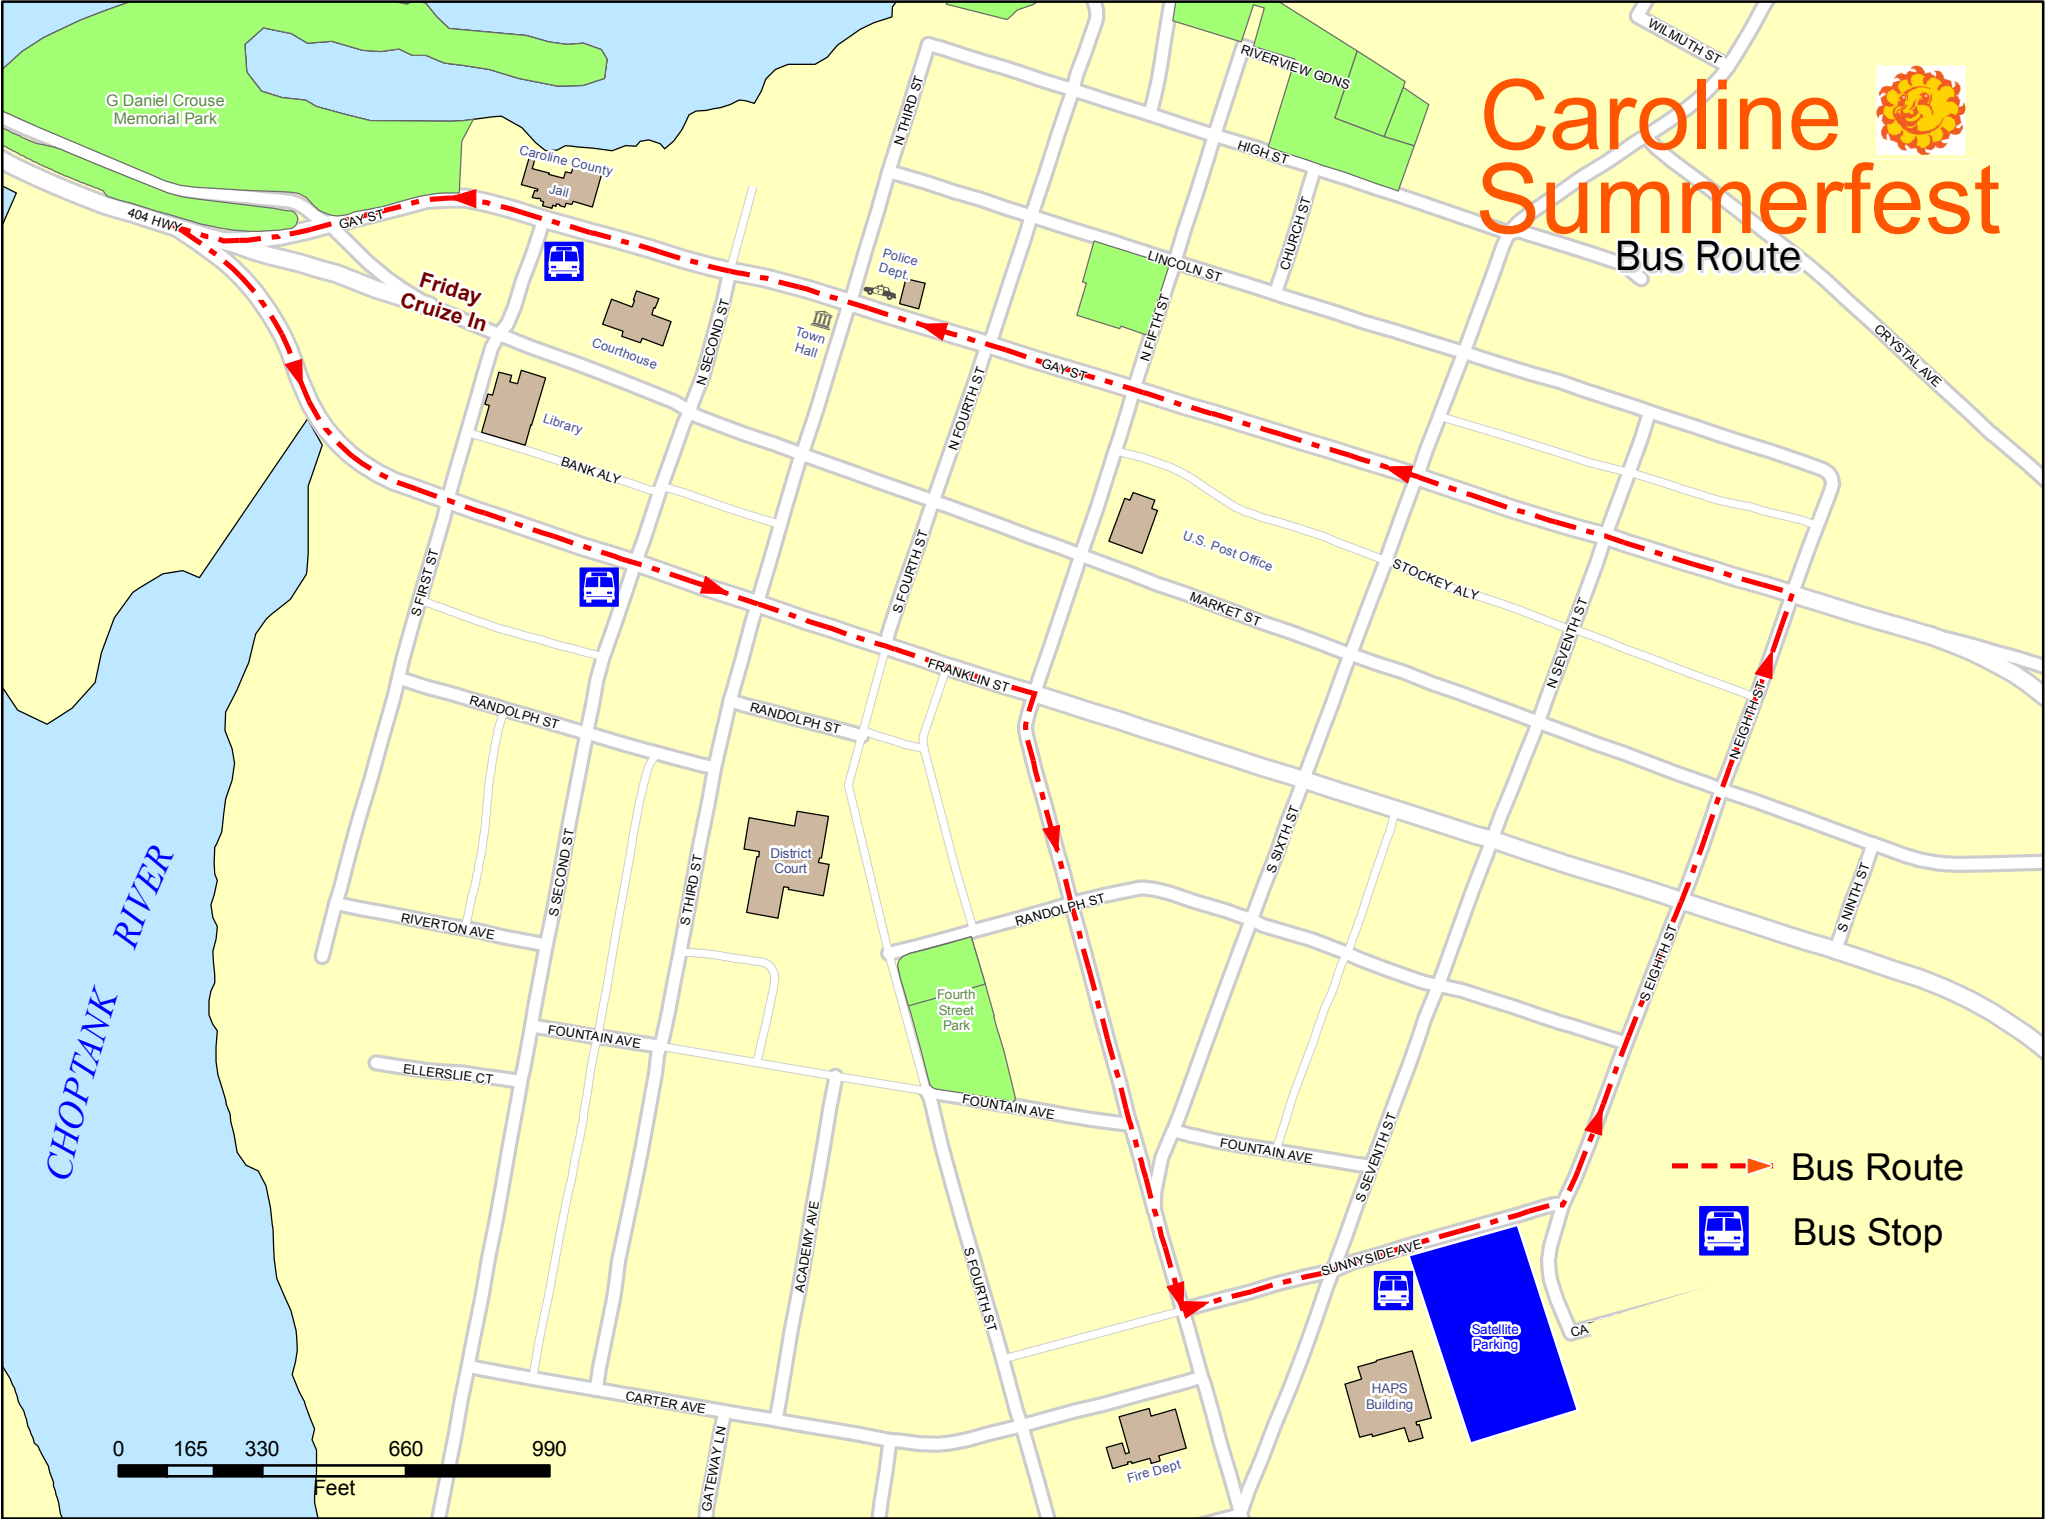 Caroline
Summerfest
Bus Route
WILMUTH ST
RIVERVIEW GDNS
G Daniel Crouse
Memorial Park
N THIRD ST
HIGH ST
Caroline County
Jail
404 HWY
GAY ST
CHURCH ST
Police
Dept.
LINCOLN ST
Friday
Cruize In
Town
Hall
N SECOND ST
N FIFTH ST
Courthouse
CRYSTAL AVE
GAY ST
N FOURTH ST
Library
BANK ALY
U.S. Post Office
S FIRST ST
S FOURTH ST
STOCKEY ALY
MARKET ST
N SEVENTH ST
FRANKLIN ST
RANDOLPH ST
RANDOLPH ST
N EIGHTH ST
District
Court
S SECOND ST
S THIRD ST
S SIXTH ST
CHOPTANK RIVER
RIVERTON AVE
RANDOLPH ST
S NINTH ST
S EIGHTH ST
Fourth
Street
Park
FOUNTAIN AVE
ELLERSLIE CT
FOUNTAIN AVE
FOUNTAIN AVE
S SEVENTH ST
ACADEMY AVE
S FOURTH ST
SUNNYSIDE AVE
Bus Route
Bus Stop
Satellite
Parking
CA
HAPS
Building
CARTER AVE
GATEWAY LN
Fire Dept
0 165 330 660 990
Feet